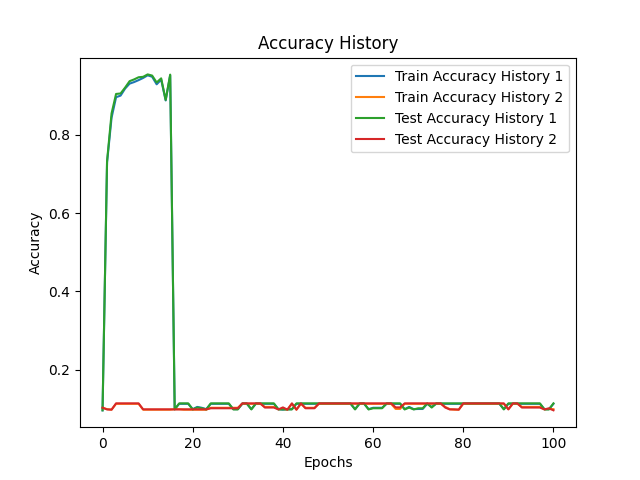 Accuracy History
Train Accuracy History 1
Train Accuracy History 2
Test Accuracy History 1
Test Accuracy History 2
Accuracy
0.8
0.6
0.4
0.2
0 20 40 60 80 100
Epochs